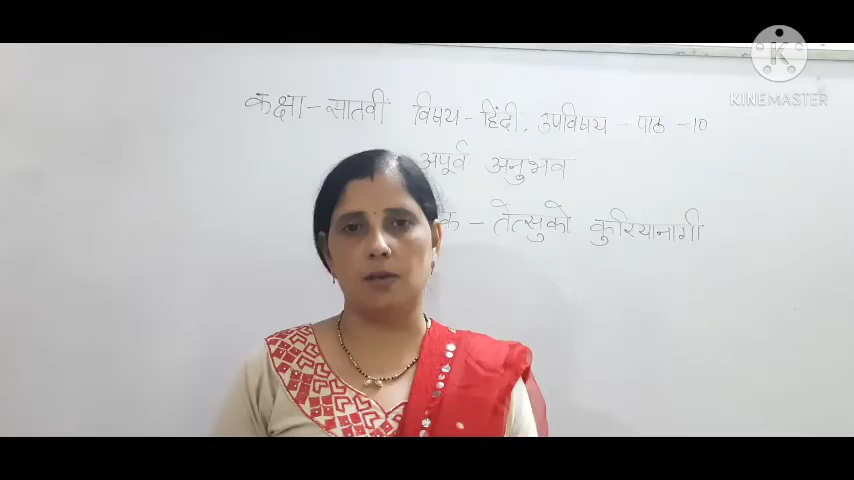 कक्षा - सातवी विषय - हिंदी, उपविषय - पाठ - 10
अपूर्व अनुभव
- तेत्सुको कुरियानागी
K
KINEMASTER